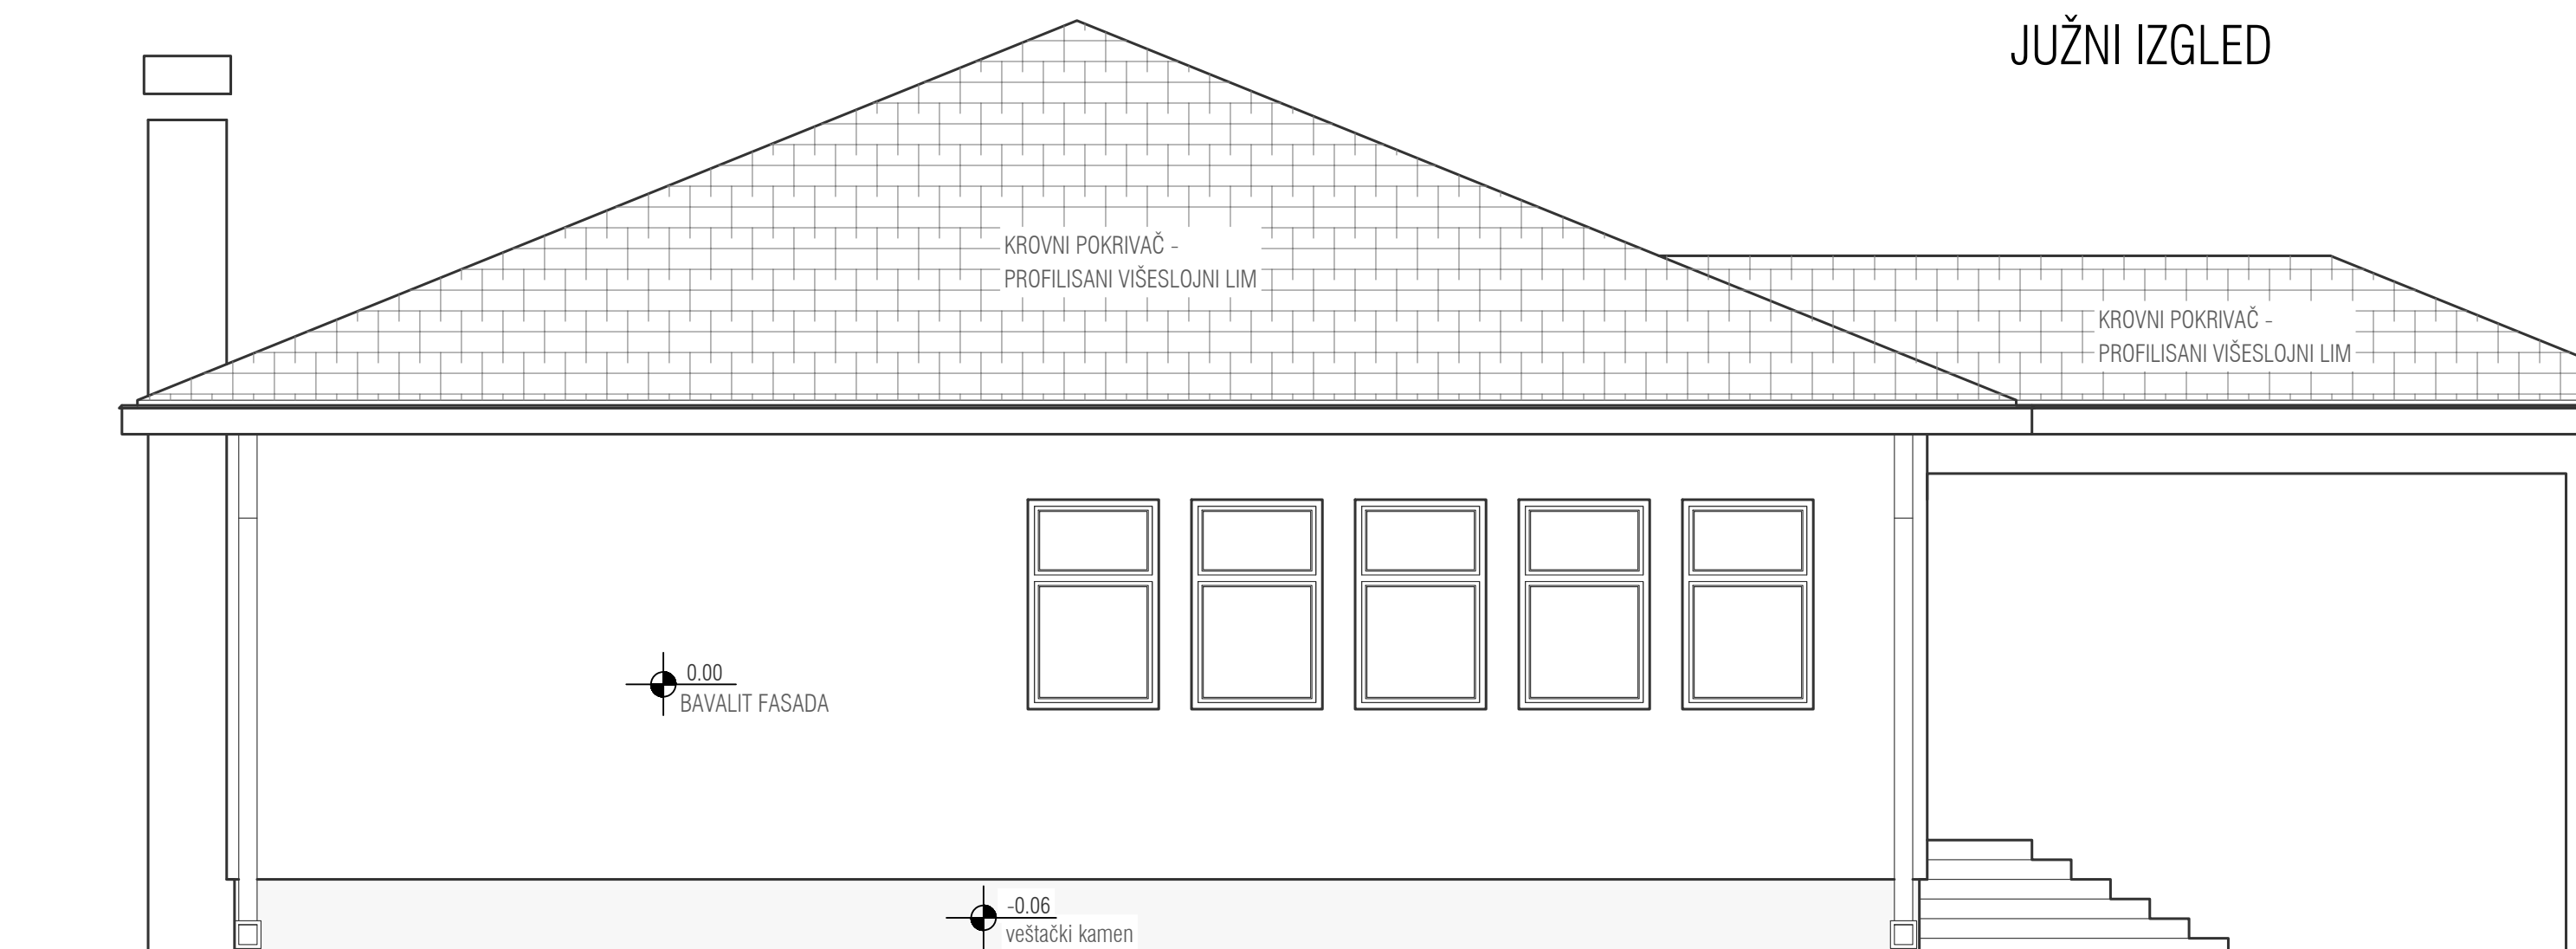 JUŽNI IZGLED
KROVNI POKRIVAČ -
PROFILISANI VIŠESLOJNI LIM
KROVNI POKRIVAČ -
PROFILISANI VIŠESLOJNI LIM
0.00
BAVALIT FASADA
-0.06
veštački kamen